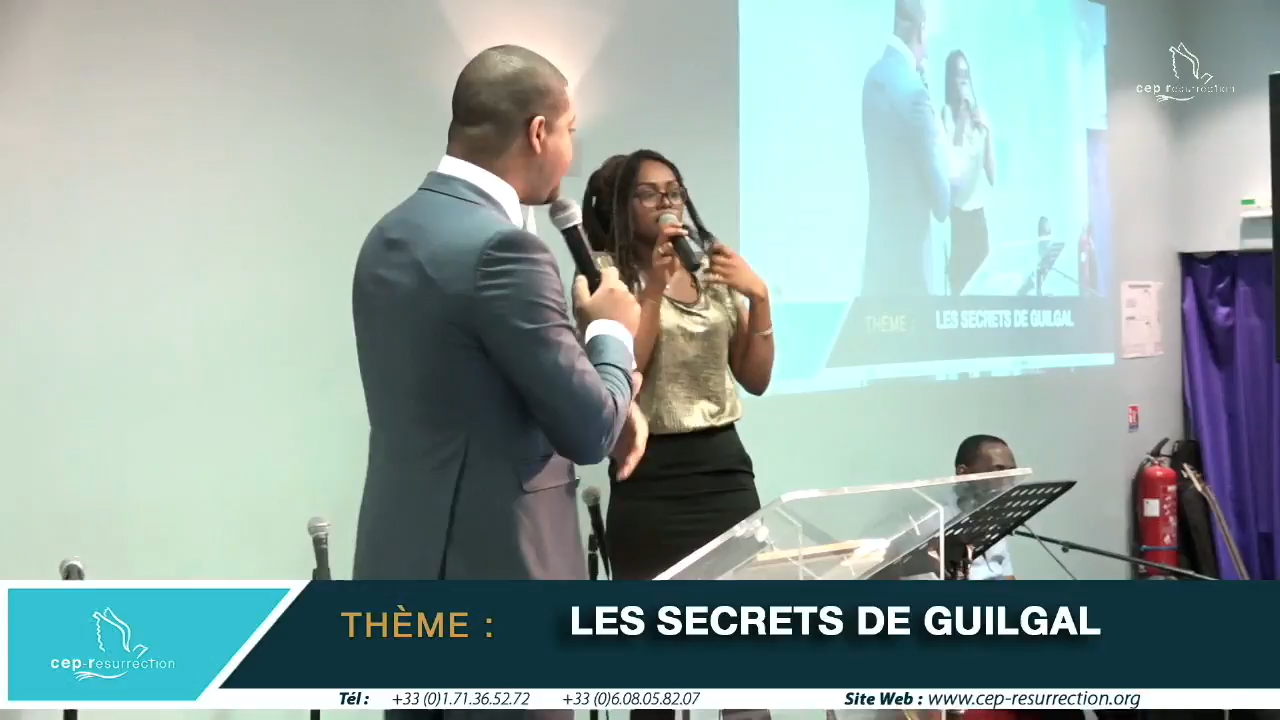 cep-resurrection
THÈME : LES SECRETS DE GUILGAL
THÈME : LES SECRETS DE GUILGAL
cep-Resurrection
Tél : +33 (0)1.71.36.52.72 +33 (0)6.08.05.82.07 Site Web : www.cep-resurrection.org